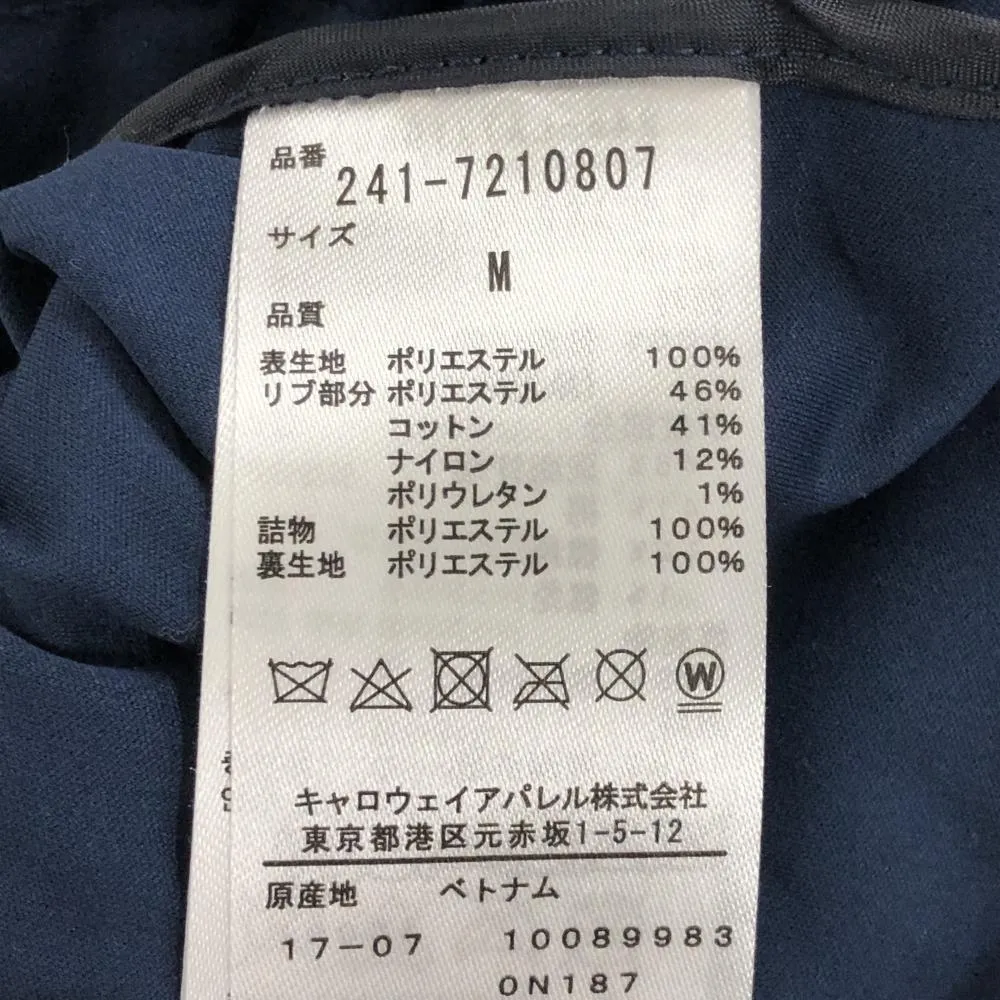 品番 241-7210807
サイズ
M
品質
表生地 ポリエステル 100%
リブ部分 ポリエステル 46%
コットン 41%
ナイロン 12%
ポリウレタン 1%
詰物 ポリエステル 100%
裏生地 ポリエステル 100%
W
キャロウェイアパレル株式会社
東京都港区元赤坂1-5-12
原産地 ベトナム
17-07 10089983
0N187